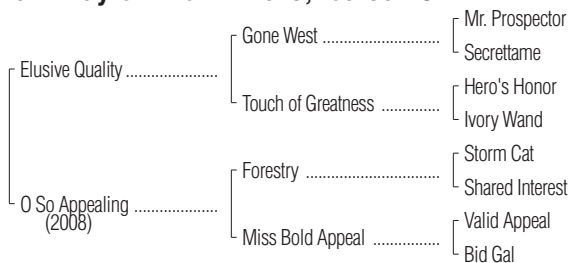 Mr. Prospector
Gone West ....................
Secrettame
Elusive Quality ......................
Hero's Honor
Touch of Greatness ..............
Ivory Wand
Storm Cat
Forestry ................................
Shared Interest
O So Appealing ....................
(2008)
Valid Appeal
Miss Bold Appeal ................
Bid Gal